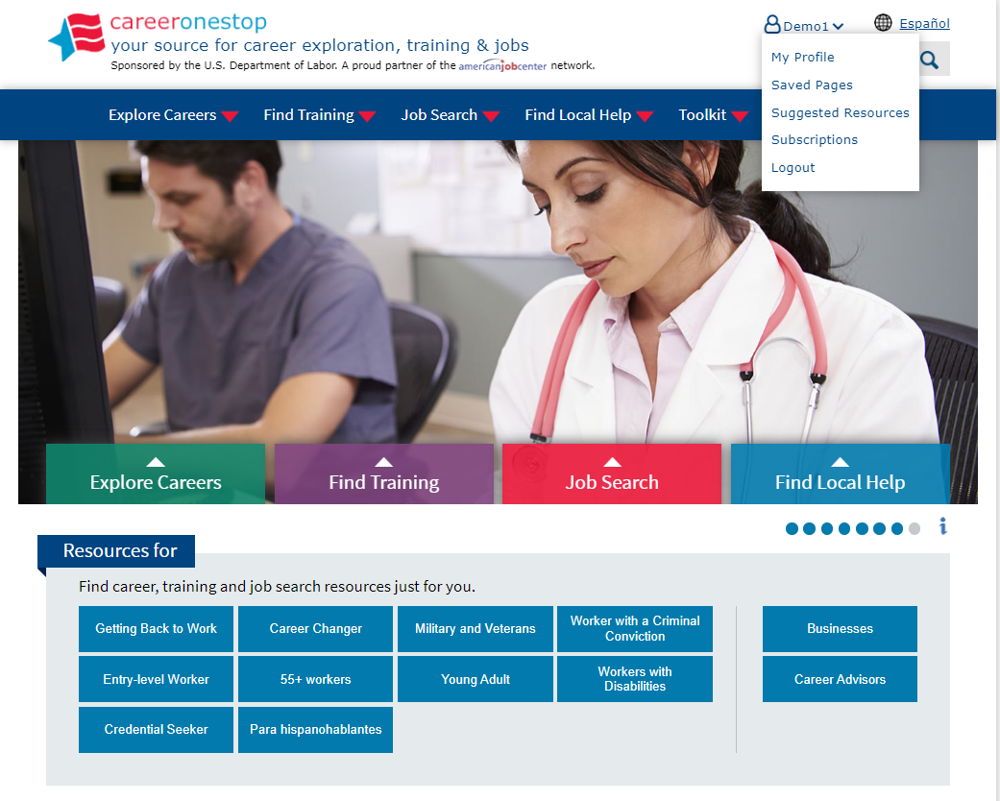 careeronestop
your source for career exploration, training & jobs
Sponsored by the U.S. Department of Labor. A proud partner of the americanjobcenter network.
Demo1
Español
My Profile
Saved Pages
Suggested Resources
Subscriptions
Logout
Explore Careers Find Training Job Search Find Local Help Toolkit
Explore Careers Find Training Job Search Find Local Help
i
Resources for
Find career, training and job search resources just for you.
Getting Back to Work
Career Changer
Military and Veterans
Worker with a Criminal
Conviction
Businesses
Entry-level Worker
55+ workers
Young Adult
Workers with
Disabilities
Career Advisors
Credential Seeker
Para hispanohablantes